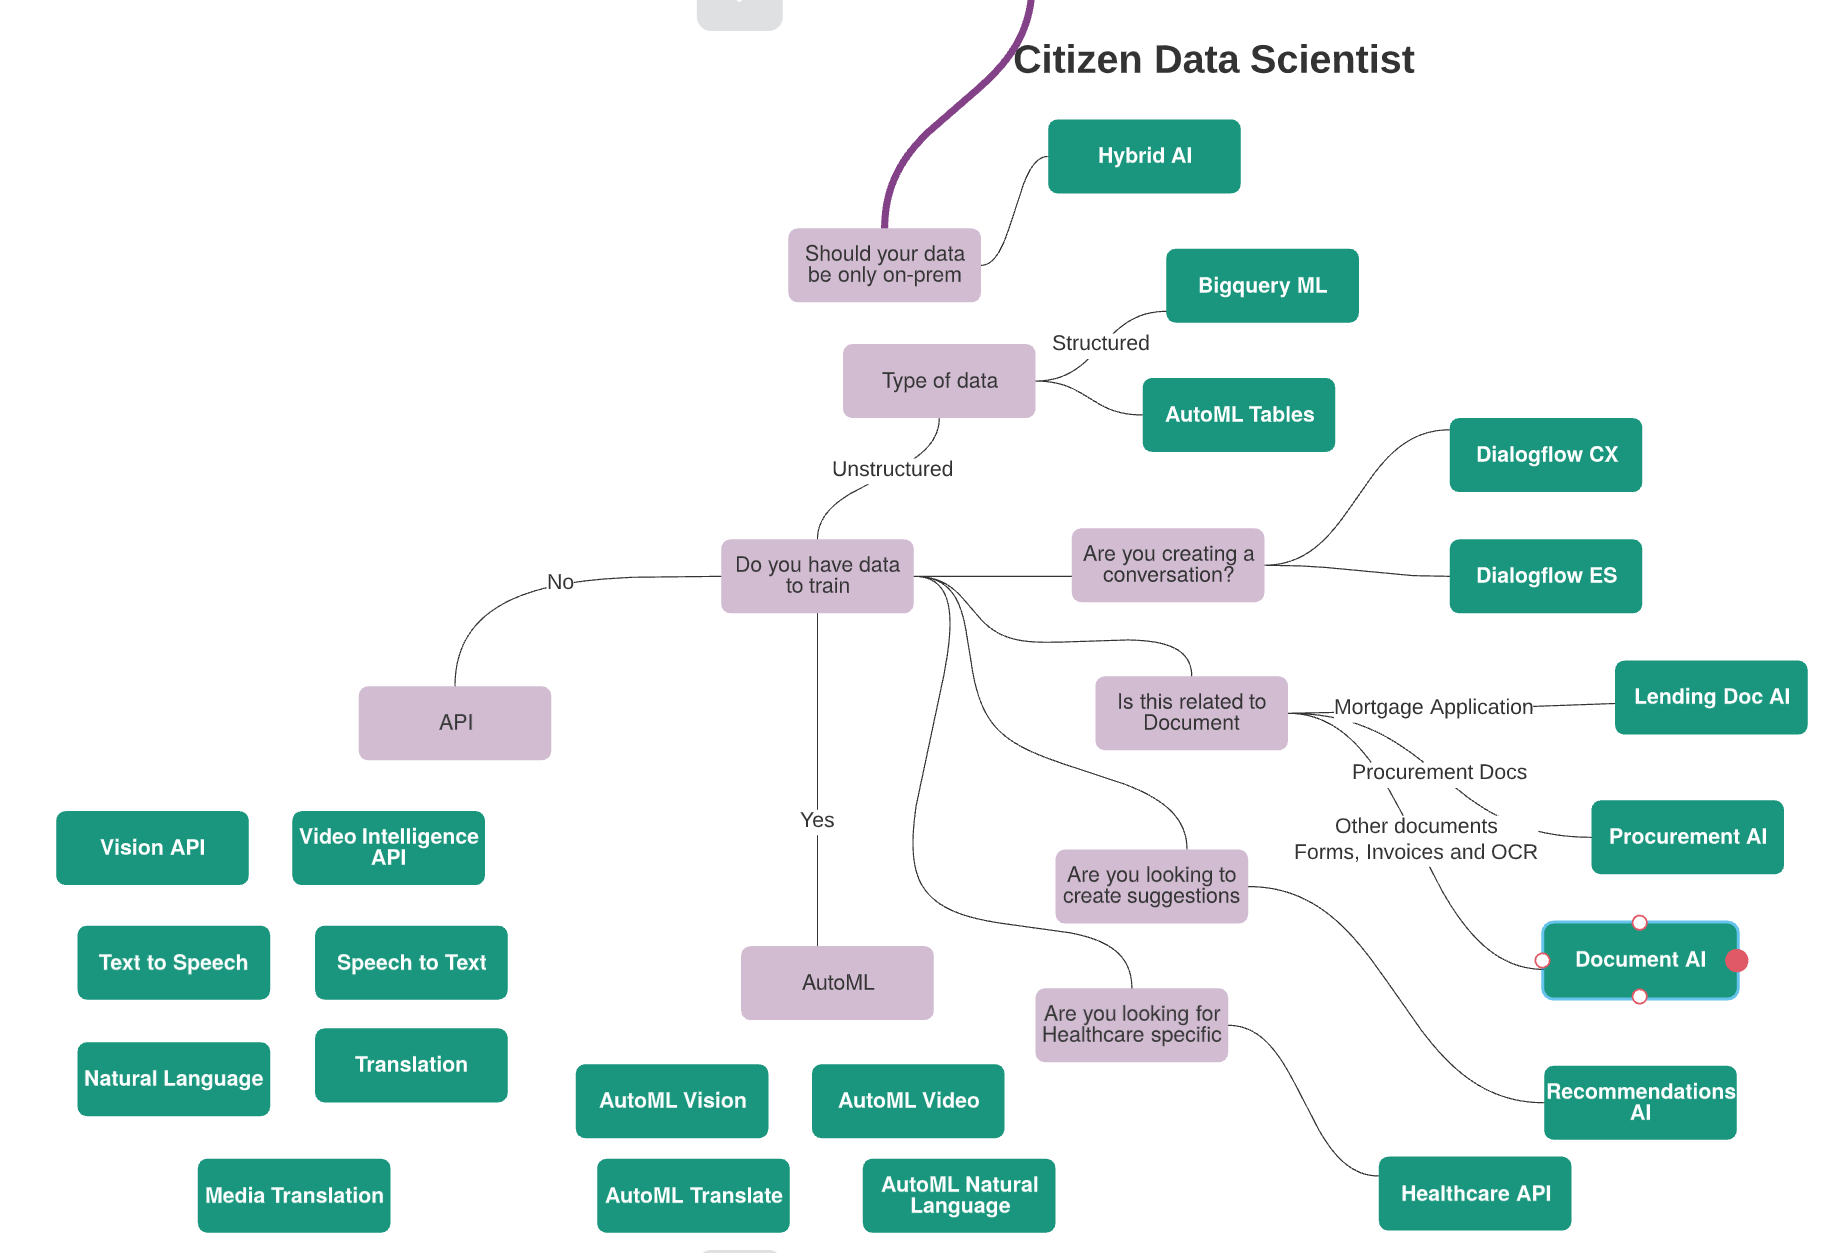 Citizen Data Scientist
Hybrid AI
Should your data
be only on-prem
Bigquery ML
Structured
Type of data
AutoML Tables
Unstructured
Dialogflow CX
Do you have data
to train
Are you creating a
conversation?
Dialogflow ES
No
API
Is this related to
Document
Mortgage Application
Lending Doc AI
Procurement Docs
Yes
Other documents
Forms, Invoices and OCR
Procurement AI
Vision API
Video Intelligence
API
Are you looking to
create suggestions
Text to Speech
Speech to Text
AutoML
Document AI
Are you looking for
Healthcare specific
Natural Language
Translation
AutoML Vision
AutoML Video
Recommendations
AI
Media Translation
AutoML Translate
AutoML Natural
Language
Healthcare API